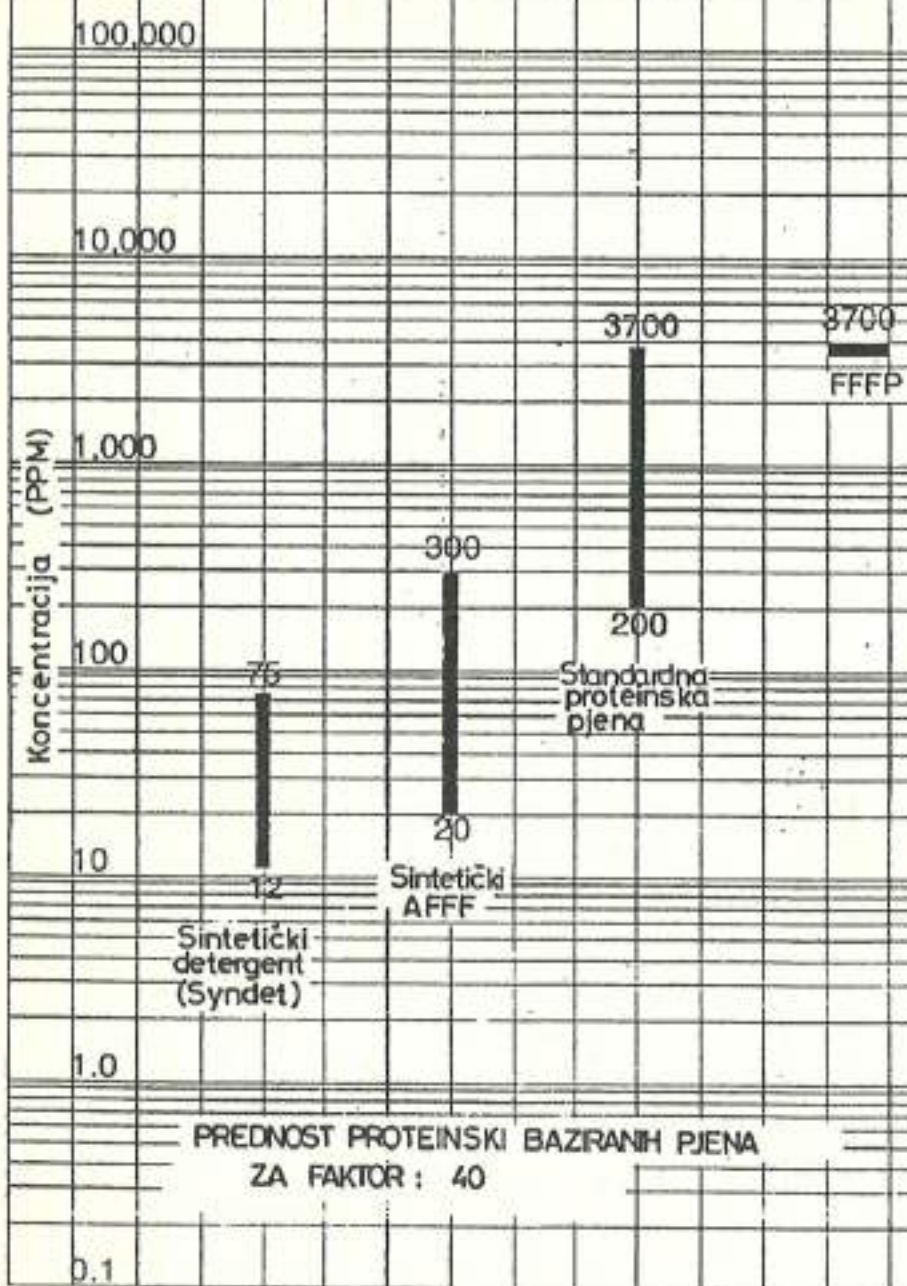 100,000
10,000
1,000
100
10
1.0
0.1
Koncentracija (PPM)
75
12
Sintetički
detergent
(Syndet)
300
20
Sintetički
AFFF
3700
200
Standardna
proteinska
pjena
3700
FFFP
PREDNOST PROTEINSKI BAZIRANIH PJENA
ZA FAKTOR : 40